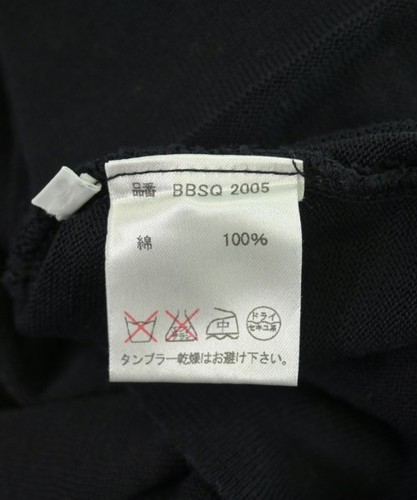 品番 BBSQ 2005
綿 100%
中 ドライ
セキユ系
タンブラー乾燥はお避け下さい。